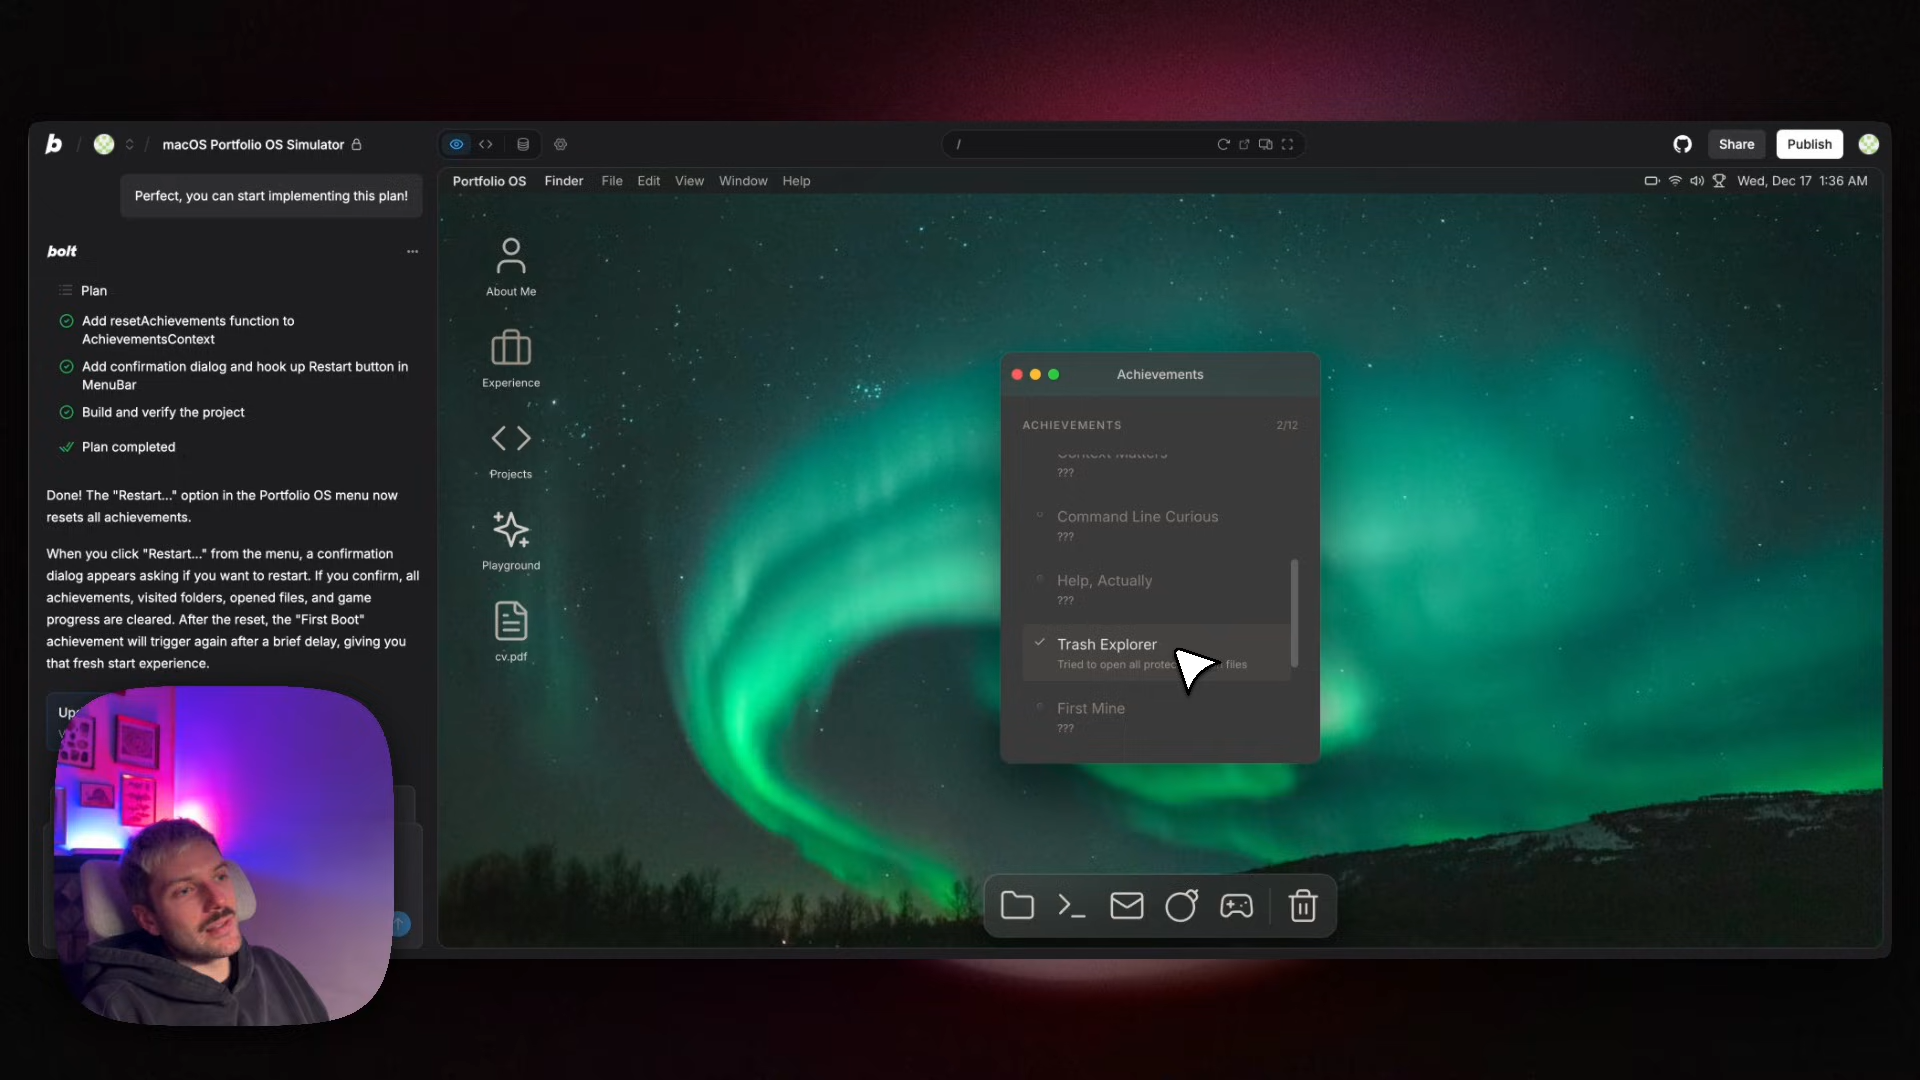 b / / macOS Portfolio OS Simulator
/
Share
Publish
Perfect, you can start implementing this plan!
bolt
Plan
Add resetAchievements function to
AchievementsContext
Add confirmation dialog and hook up Restart button in
MenuBar
Build and verify the project
Plan completed
Done! The "Restart..." option in the Portfolio OS menu now
resets all achievements.
When you click "Restart..." from the menu, a confirmation
dialog appears asking if you want to restart. If you confirm, all
achievements, visited folders, opened files, and game
progress are cleared. After the reset, the "First Boot"
achievement will trigger again after a brief delay, giving you
that fresh start experience.
Portfolio OS Finder File Edit View Window Help
Wed, Dec 17 1:36 AM
About Me
Experience
Projects
Playground
cv.pdf
Achievements
ACHIEVEMENTS 2/12
Context Matters
???
Command Line Curious
???
Help, Actually
???
Trash Explorer
Tried to open all files
First Mine
???